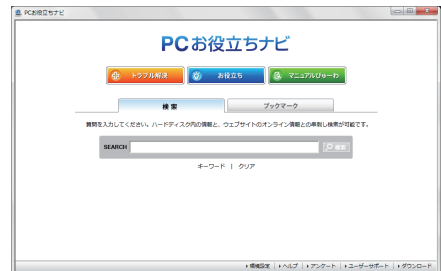 PCお役立ちナビ
PCお役立ちナビ
トラブル解決 お役立ち マニュアルびゅーわ
検索 ブックマーク
質問を入力してください。ハードディスク内の情報と、ウェブサイトのオンライン情報との串刺し検索が可能です。
SEARCH 検索
キーワード | クリア
環境設定 ヘルプ アンケート ユーザーサポート ダウンロード